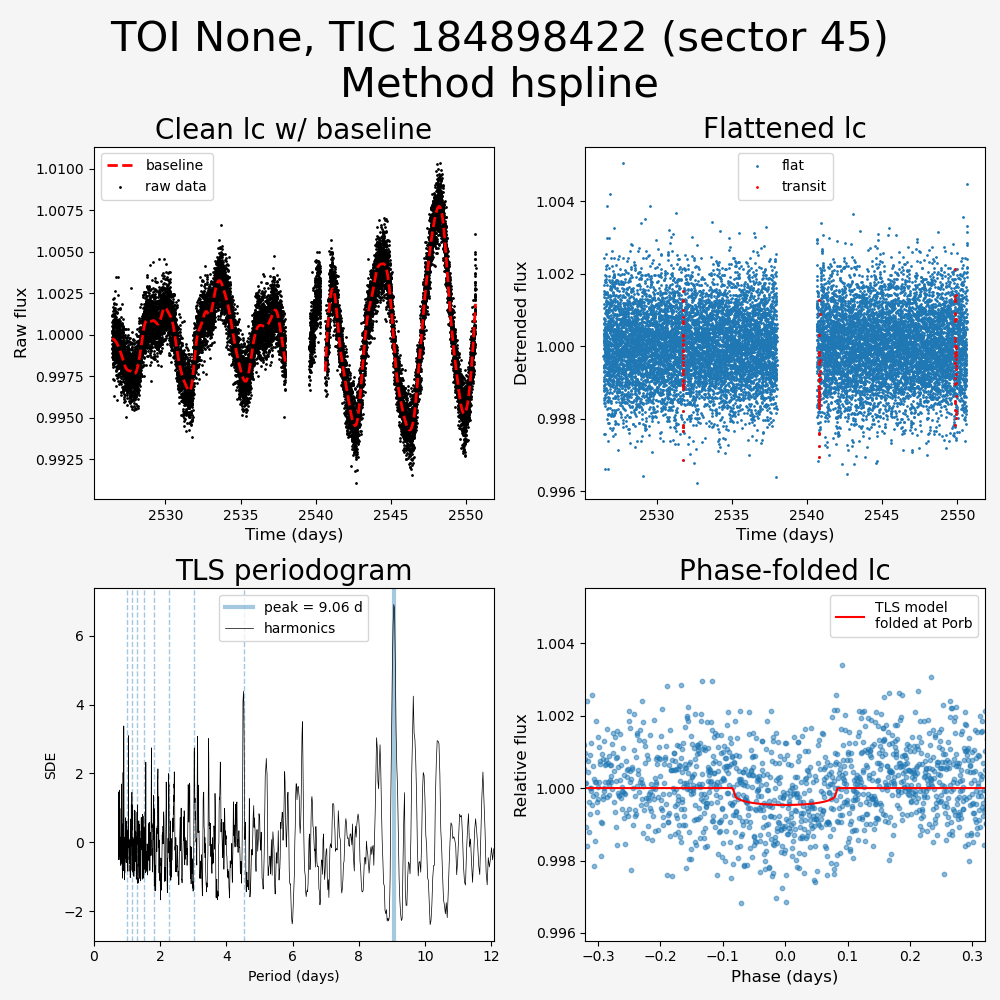 TOI None, TIC 184898422 (sector 45)
Method hspline
Clean lc w/ baseline
baseline
raw data
1.0100
1.0075
1.0050
1.0025
1.0000
0.9975
0.9950
0.9925
Raw flux
2530
2535
2540
2545
2550
Time (days)
Flattened lc
flat
transit
1.004
1.002
1.000
0.998
0.996
Detrended flux
2530
2535
2540
2545
2550
Time (days)
TLS periodogram
peak = 9.06 d
harmonics
6
4
2
0
−2
SDE
0
2
4
6
8
10
12
Period (days)
Phase-folded lc
TLS model
folded at Porb
1.004
1.002
1.000
0.998
0.996
Relative flux
−0.3
−0.2
−0.1
0.0
0.1
0.2
0.3
Phase (days)